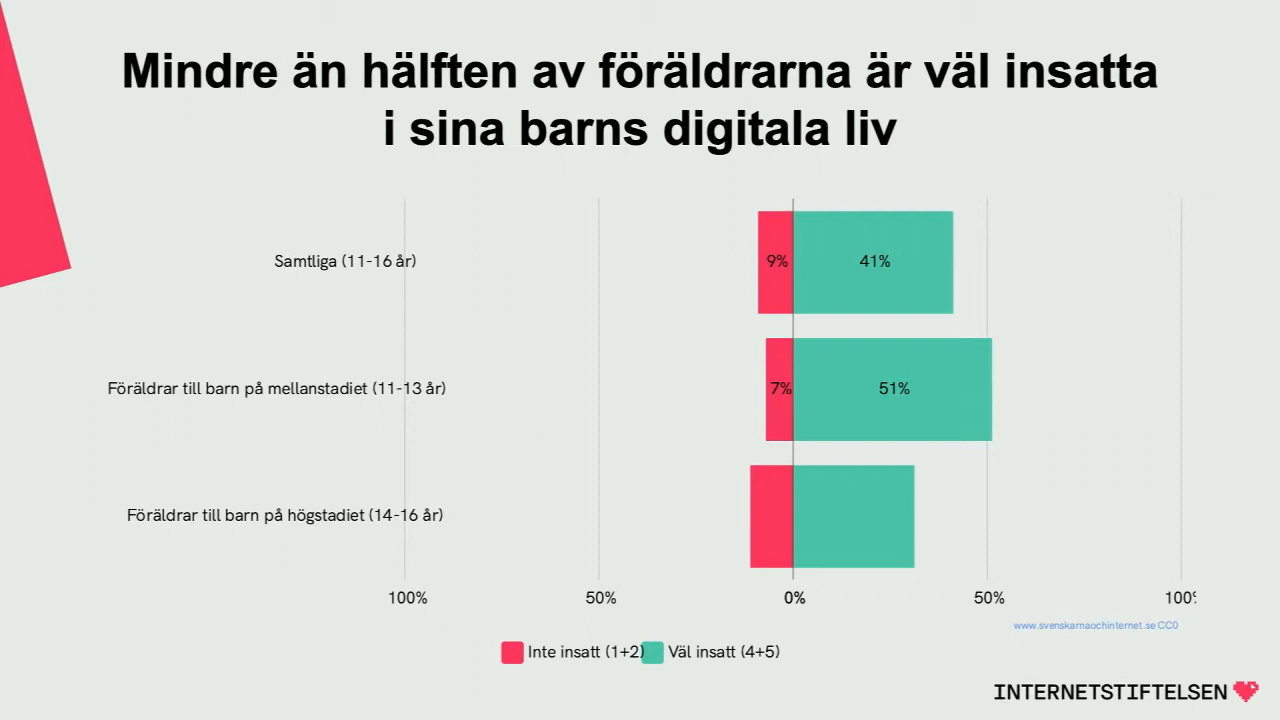 Mindre än hälften av föräldrarna är väl insatta
i sina barns digitala liv
Samtliga (11-16 år)
9%
41%
Föräldrar till barn på mellanstadiet (11-13 år)
7%
51%
Föräldrar till barn på högstadiet (14-16 år)
100%
50%
0%
50%
100%
www.svenskarnaochinternet.se CC0
Inte insatt (1+2)
Väl insatt (4+5)
INTERNETSTIFTELSEN